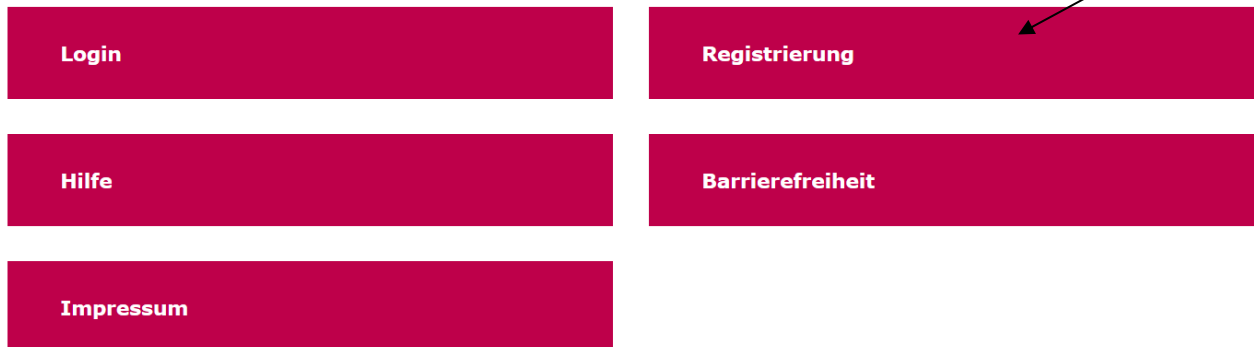 Login
Registrierung
Hilfe
Barrierefreiheit
Impressum